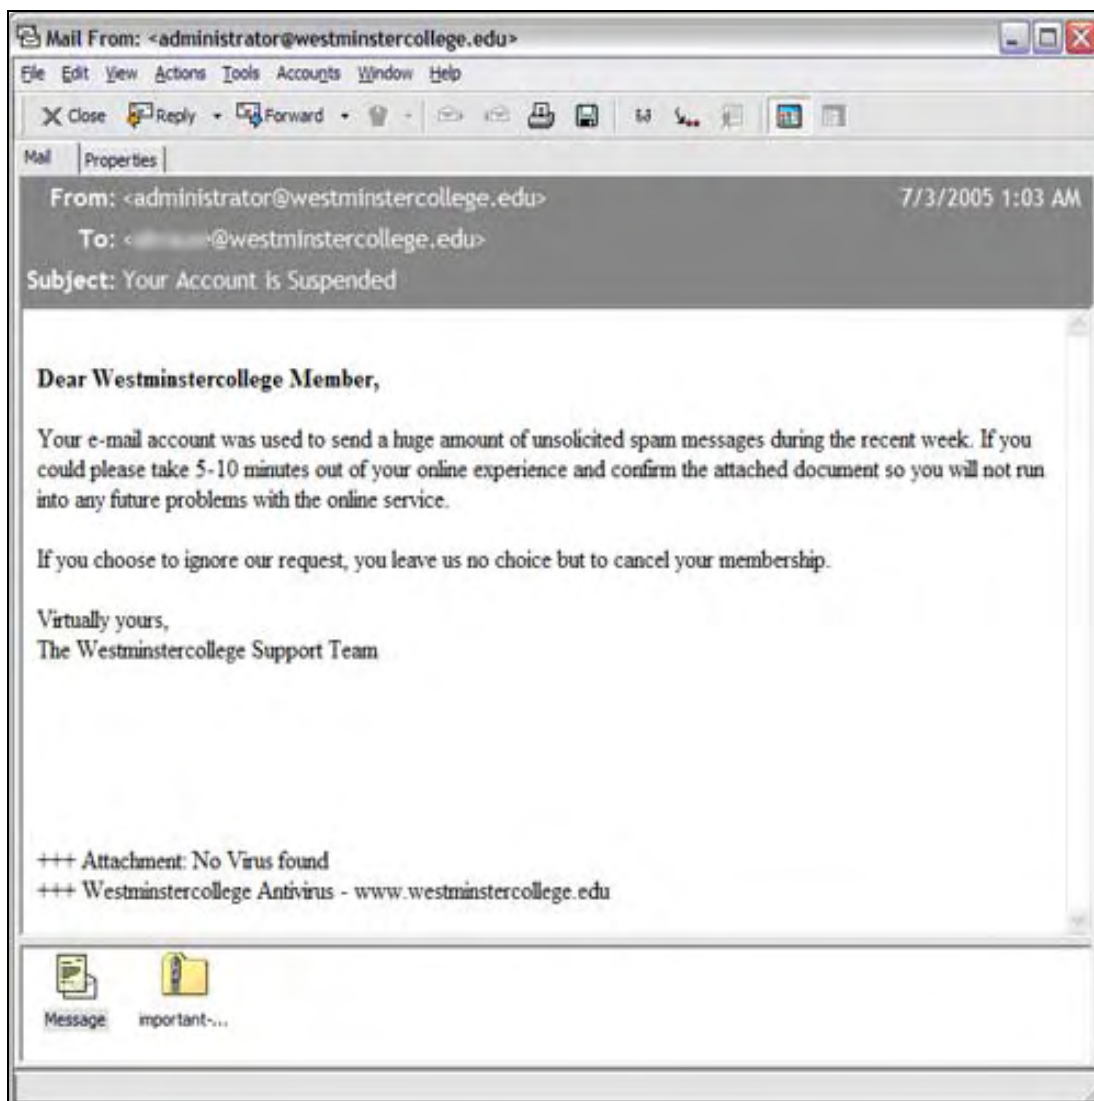 Mail From: <administrator@westminstercollege.edu>
File Edit View Actions Tools Accounts Window Help
Close Reply Forward
Mail Properties
From: <administrator@westminstercollege.edu> 7/3/2005 1:03 AM
To: < @westminstercollege.edu>
Subject: Your Account is Suspended
Dear Westminstercollege Member,
Your e-mail account was used to send a huge amount of unsolicited spam messages during the recent week. If you
could please take 5-10 minutes out of your online experience and confirm the attached document so you will not run
into any future problems with the online service.
If you choose to ignore our request, you leave us no choice but to cancel your membership.
Virtually yours,
The Westminstercollege Support Team
+++ Attachment: No Virus found
+++ Westminstercollege Antivirus - www.westminstercollege.edu
Message important-...